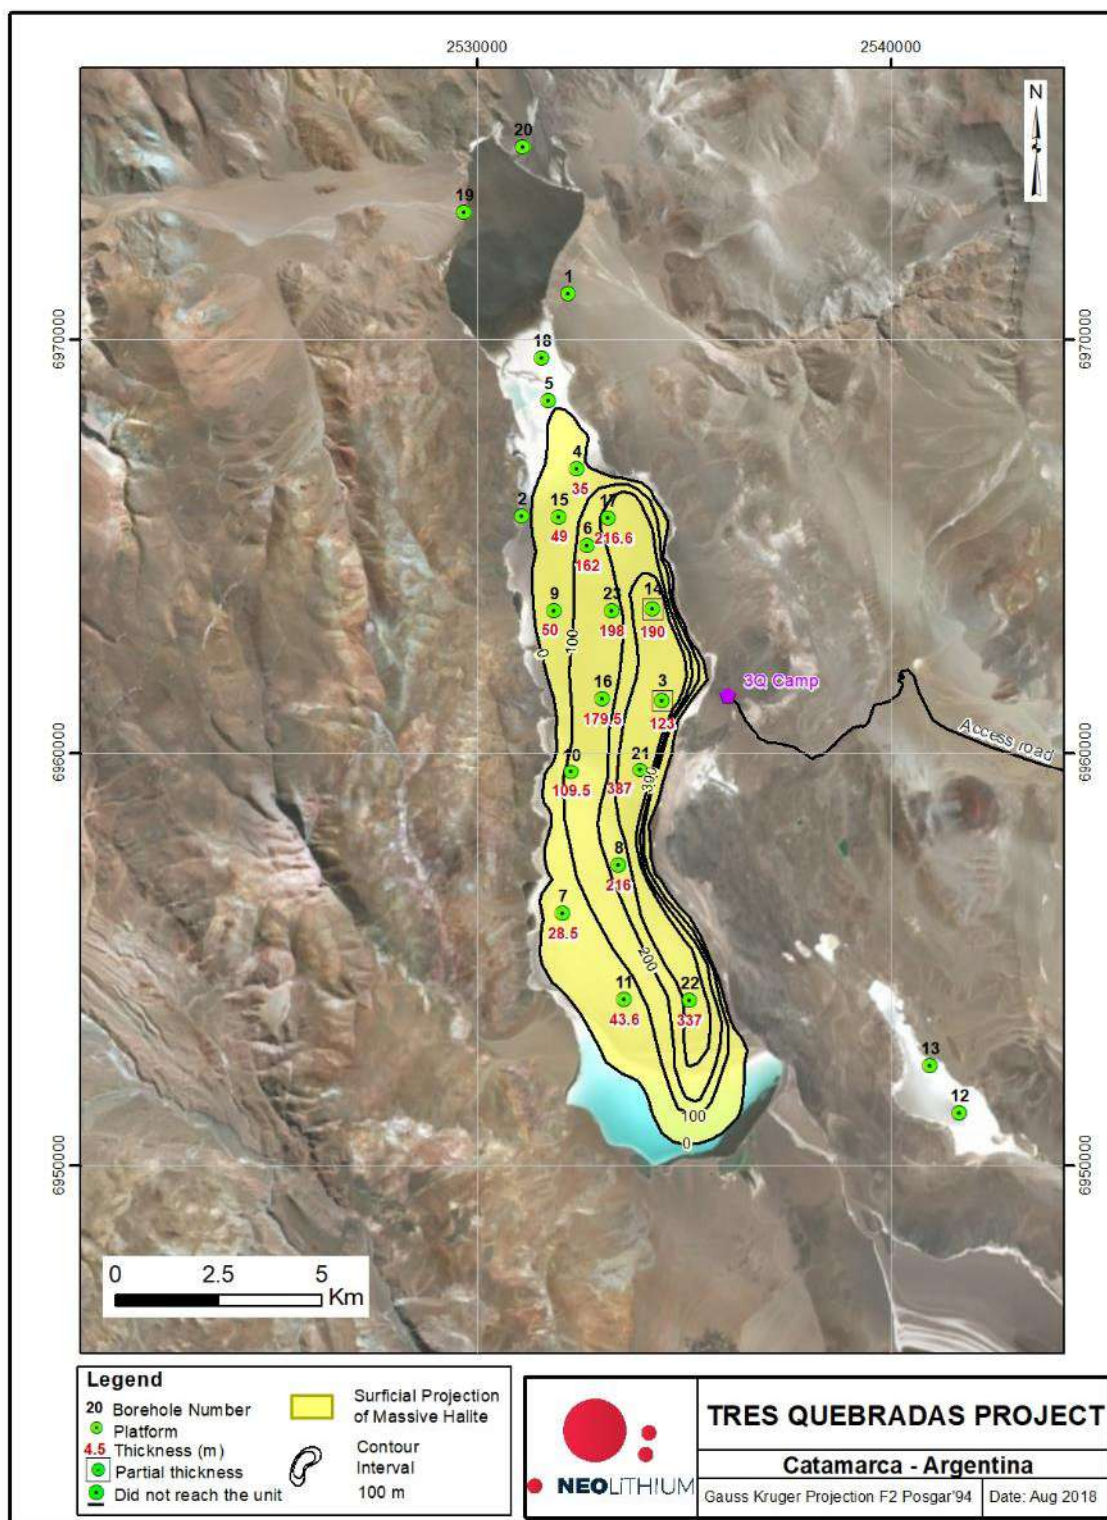 2530000
2540000
N
20
19
1
6970000
6970000
18
5
4
35
2
15
49
17
216.6
6
162
9
50
100
23
198
14
190
0
16
179.5
3
123
3Q Camp
Access road
6960000
6960000
10
109.5
21
387
300
8
216
7
28.5
200
11
43.6
22
337
13
12
100
0
6950000
6950000
0 2.5 5
Km
Legend
20 Borehole Number
Platform
4.5 Thickness (m)
Partial thickness
Did not reach the unit
Surficial Projection
of Massive Halite
Contour
Interval
100 m
NEOLiTHIUM
TRES QUEBRADAS PROJECT
Catamarca - Argentina
Gauss Kruger Projection F2 Posgar'94
Date: Aug 2018